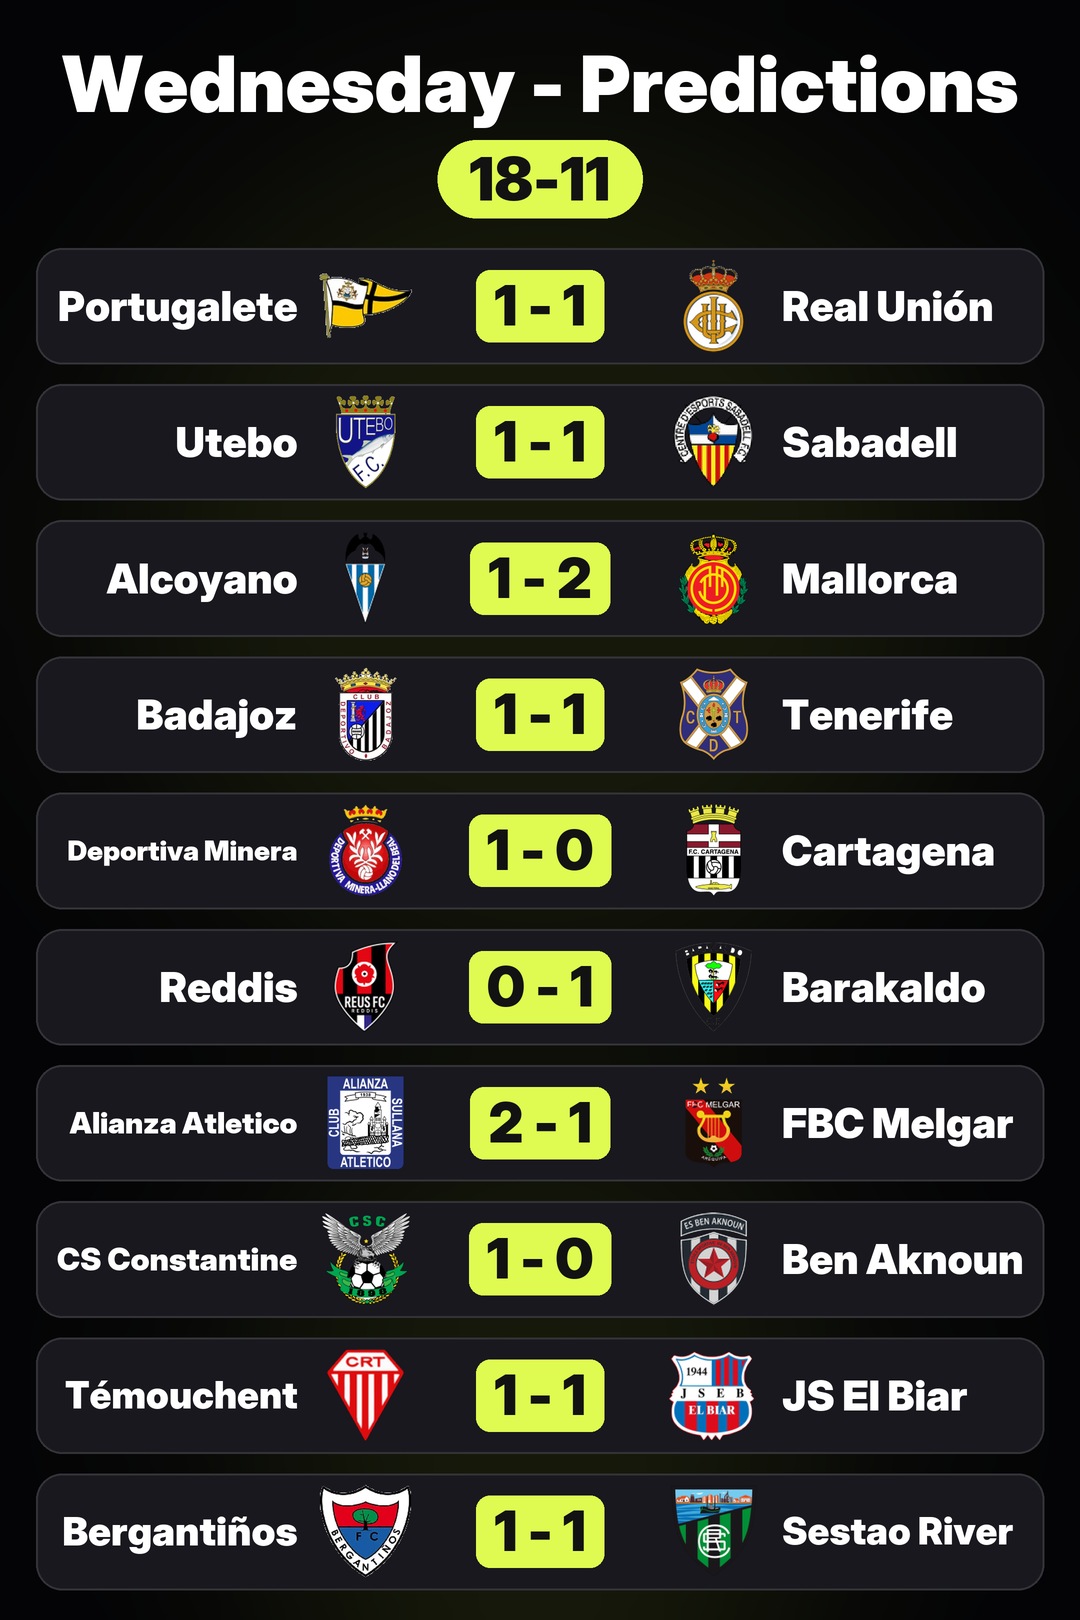 Wednesday - Predictions
18-11
Portugalete 1 - 1 Real Unión
Utebo UTEBO F.C. 1 - 1 CENTRE D'ESPORTS SABADELL F.C. Sabadell
Alcoyano 1 - 2 Mallorca
Badajoz CLUB DEPORTIVO BADAJOZ 1 - 1 C T D Tenerife
Deportiva Minera DEPORTIVA MINERA-LLANO DEL BEAL 1 - 0 F.C. CARTAGENA Cartagena
Reddis REUS FC REDDIS 0 - 1 Barakaldo
Alianza Atletico ALIANZA SULLANA CLUB ATLETICO 2 - 1 FBC MELGAR AREQUIPA FBC Melgar
CS Constantine CSC 1 - 0 ES BEN AKNOUN Ben Aknoun
Témouchent CRT 1 - 1 1944 JSEB EL BIAR JS El Biar
Bergantiños BERGANTIÑOS F C 1 - 1 Sestao River